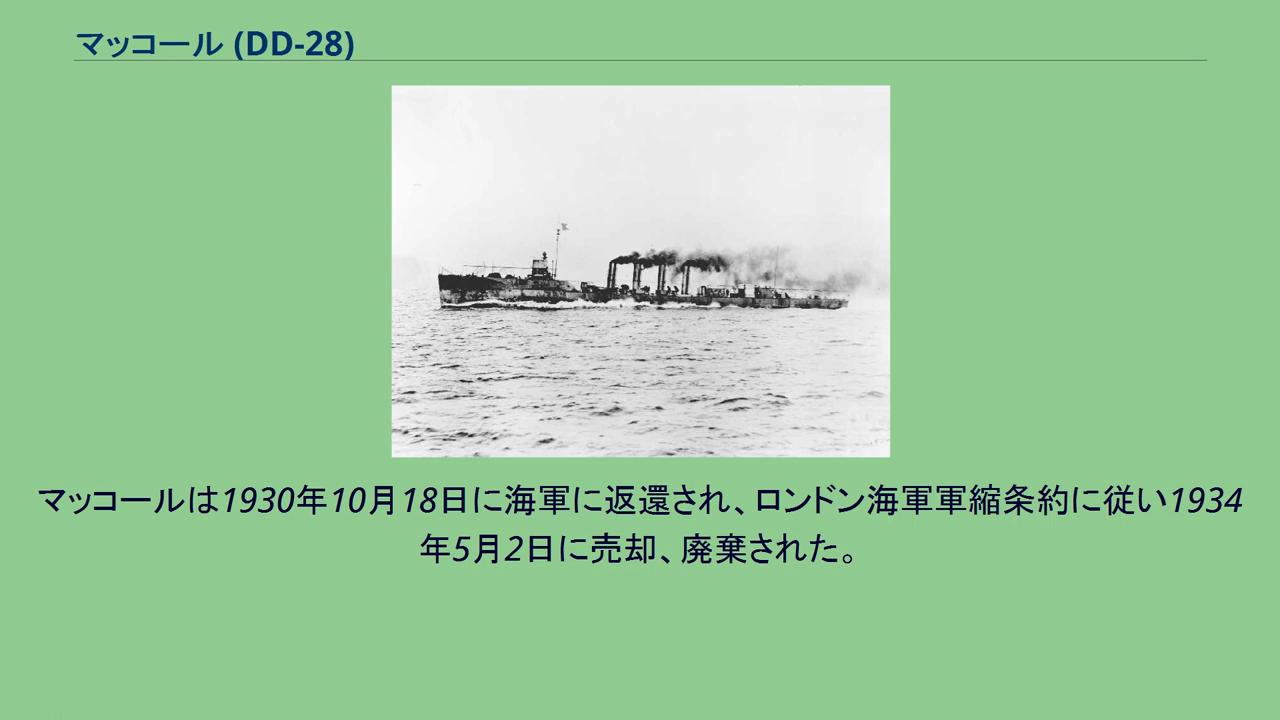 マッコール (DD-28)
マッコールは1930年10月18日に海軍に返還され、ロンドン海軍軍縮条約に従い1934
年5月2日に売却、廃棄された。